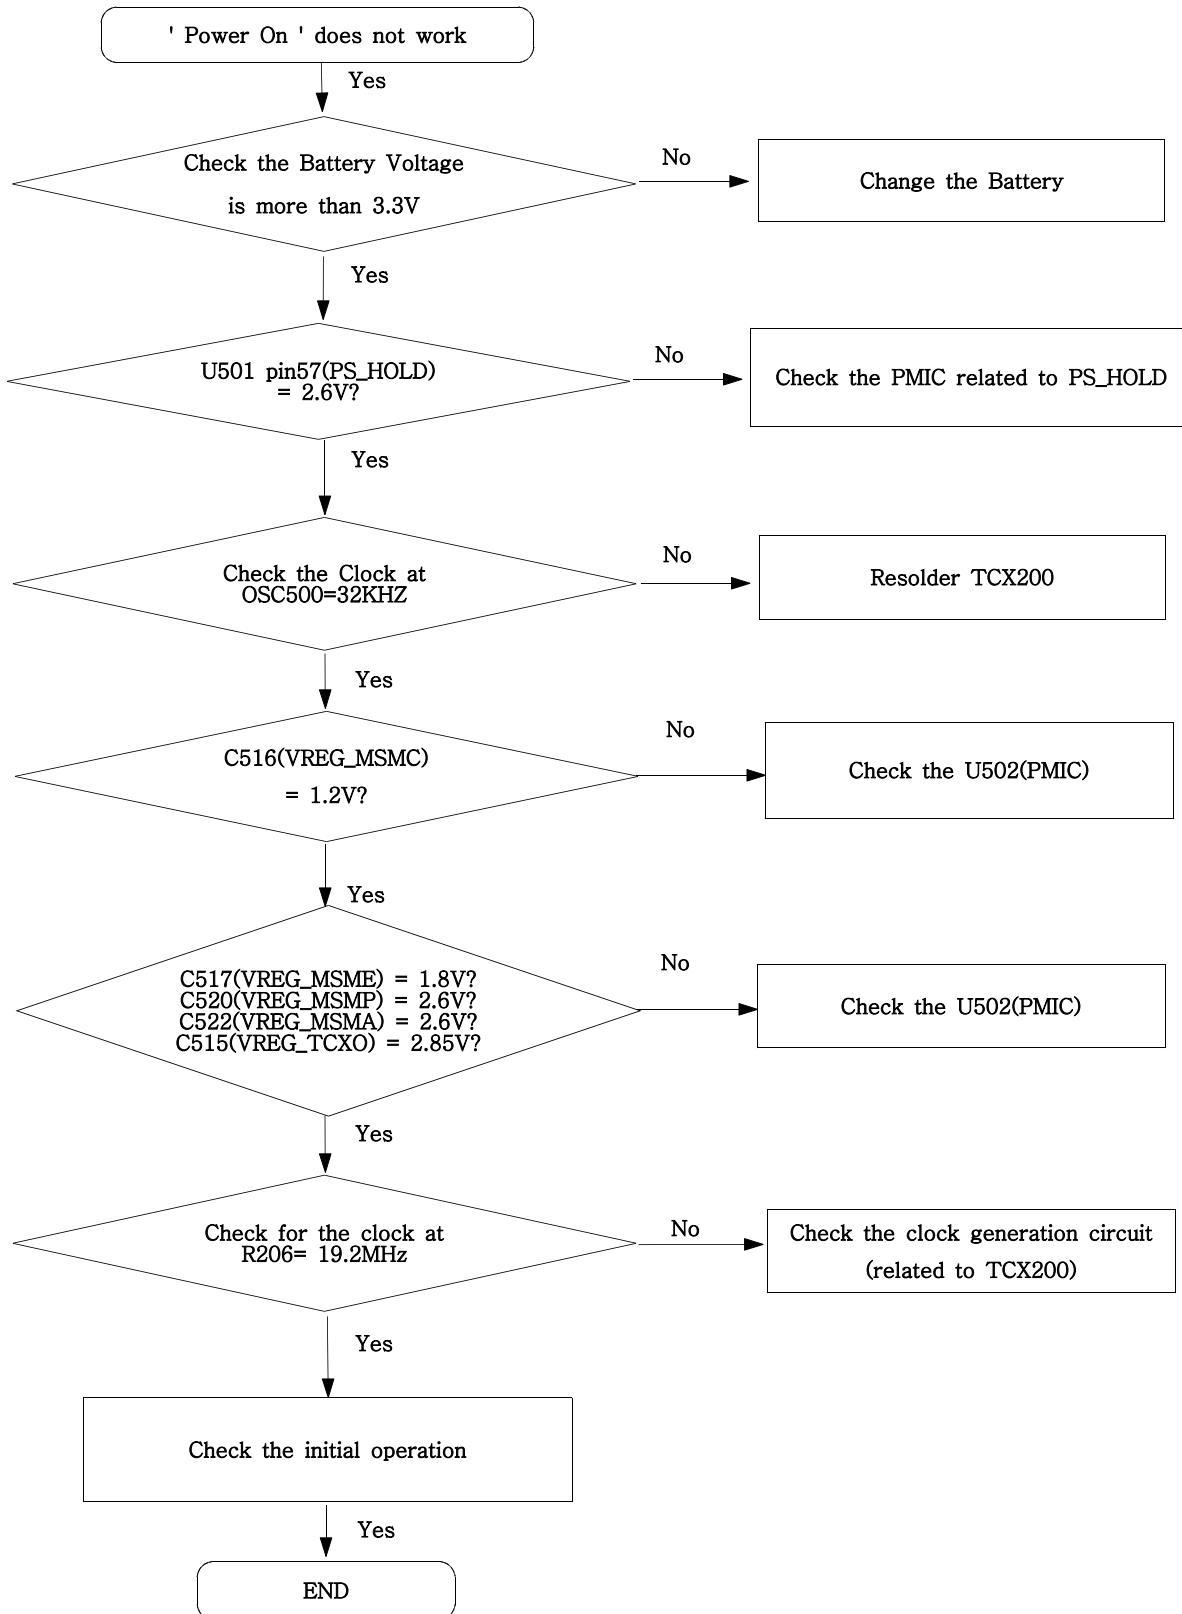 ' Power On ' does not work
Yes
Check the Battery Voltage
is more than 3.3V
No
Change the Battery
Yes
U501 pin57(PS_HOLD)
= 2.6V?
No
Check the PMIC related to PS_HOLD
Yes
Check the Clock at
OSC500=32KHZ
No
Resolder TCX200
Yes
C516(VREG_MSMC)
= 1.2V?
No
Check the U502(PMIC)
Yes
C517(VREG_MSME) = 1.8V?
C520(VREG_MSMP) = 2.6V?
C522(VREG_MSMA) = 2.6V?
C515(VREG_TCXO) = 2.85V?
No
Check the U502(PMIC)
Yes
Check for the clock at
R206= 19.2MHz
No
Check the clock generation circuit
(related to TCX200)
Yes
Check the initial operation
Yes
END